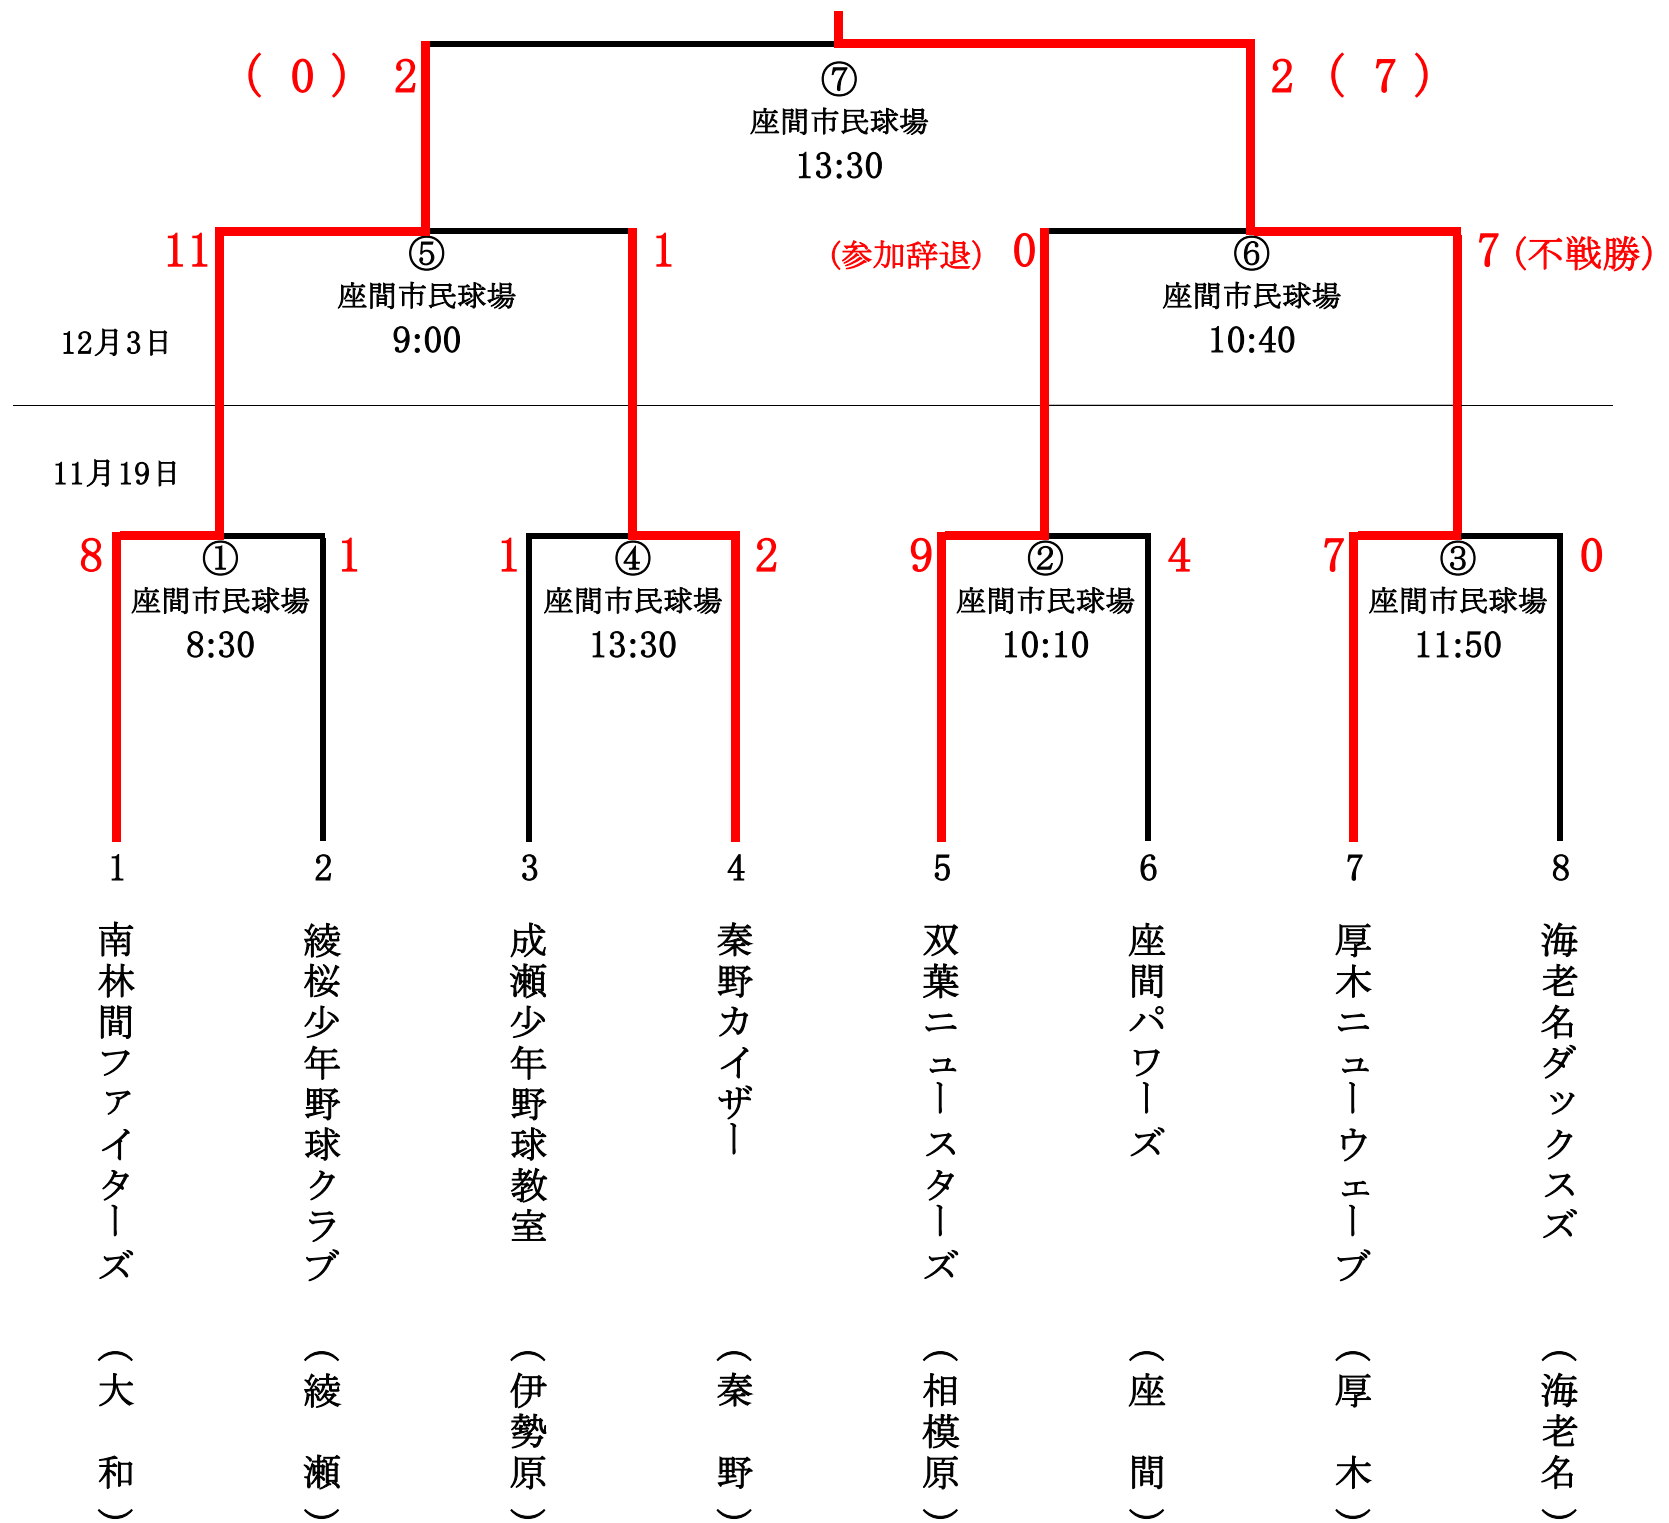 ( 0 ) 2
2 ( 7 )
⑦
座間市民球場
13:30
11
1
(参加辞退) 0
7 (不戦勝)
⑤
座間市民球場
9:00
⑥
座間市民球場
10:40
12月3日
11月19日
8
1
1
2
9
4
7
0
①
座間市民球場
8:30
④
座間市民球場
13:30
②
座間市民球場
10:10
③
座間市民球場
11:50
1
2
3
4
5
6
7
8
南林間ファイターズ (大 和)
綾桜少年野球クラブ (綾 瀬)
成瀬少年野球教室 (伊勢原)
秦野カイザー (秦 野)
双葉ニュースターズ (相模原)
座間パワーズ (座 間)
厚木ニューウェーブ (厚 木)
海老名ダックスズ (海老名)